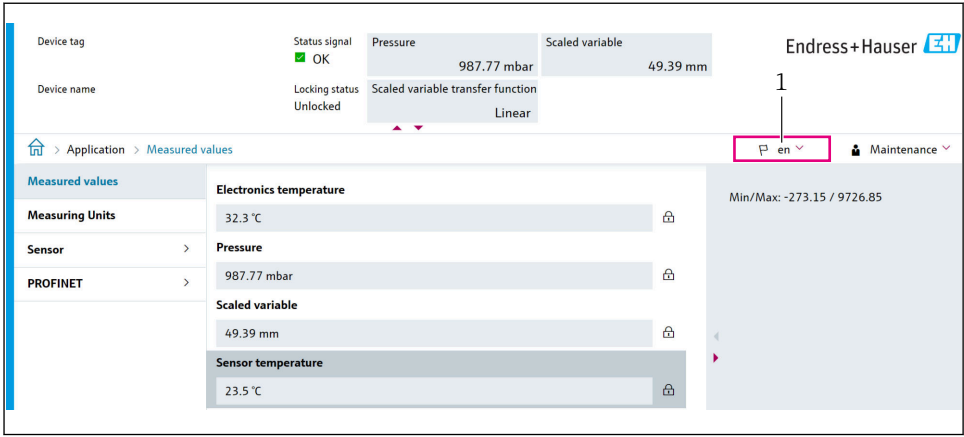 Device tag
Status signal
OK
Pressure
987.77 mbar
Scaled variable
49.39 mm
Endress+Hauser EH
1
Device name
Locking status
Unlocked
Scaled variable transfer function
Linear
> Application > Measured values
en
Maintenance
Measured values
Measuring Units
Sensor >
PROFINET >
Electronics temperature
32.3 °C
Pressure
987.77 mbar
Scaled variable
49.39 mm
Sensor temperature
23.5 °C
Min/Max: -273.15 / 9726.85